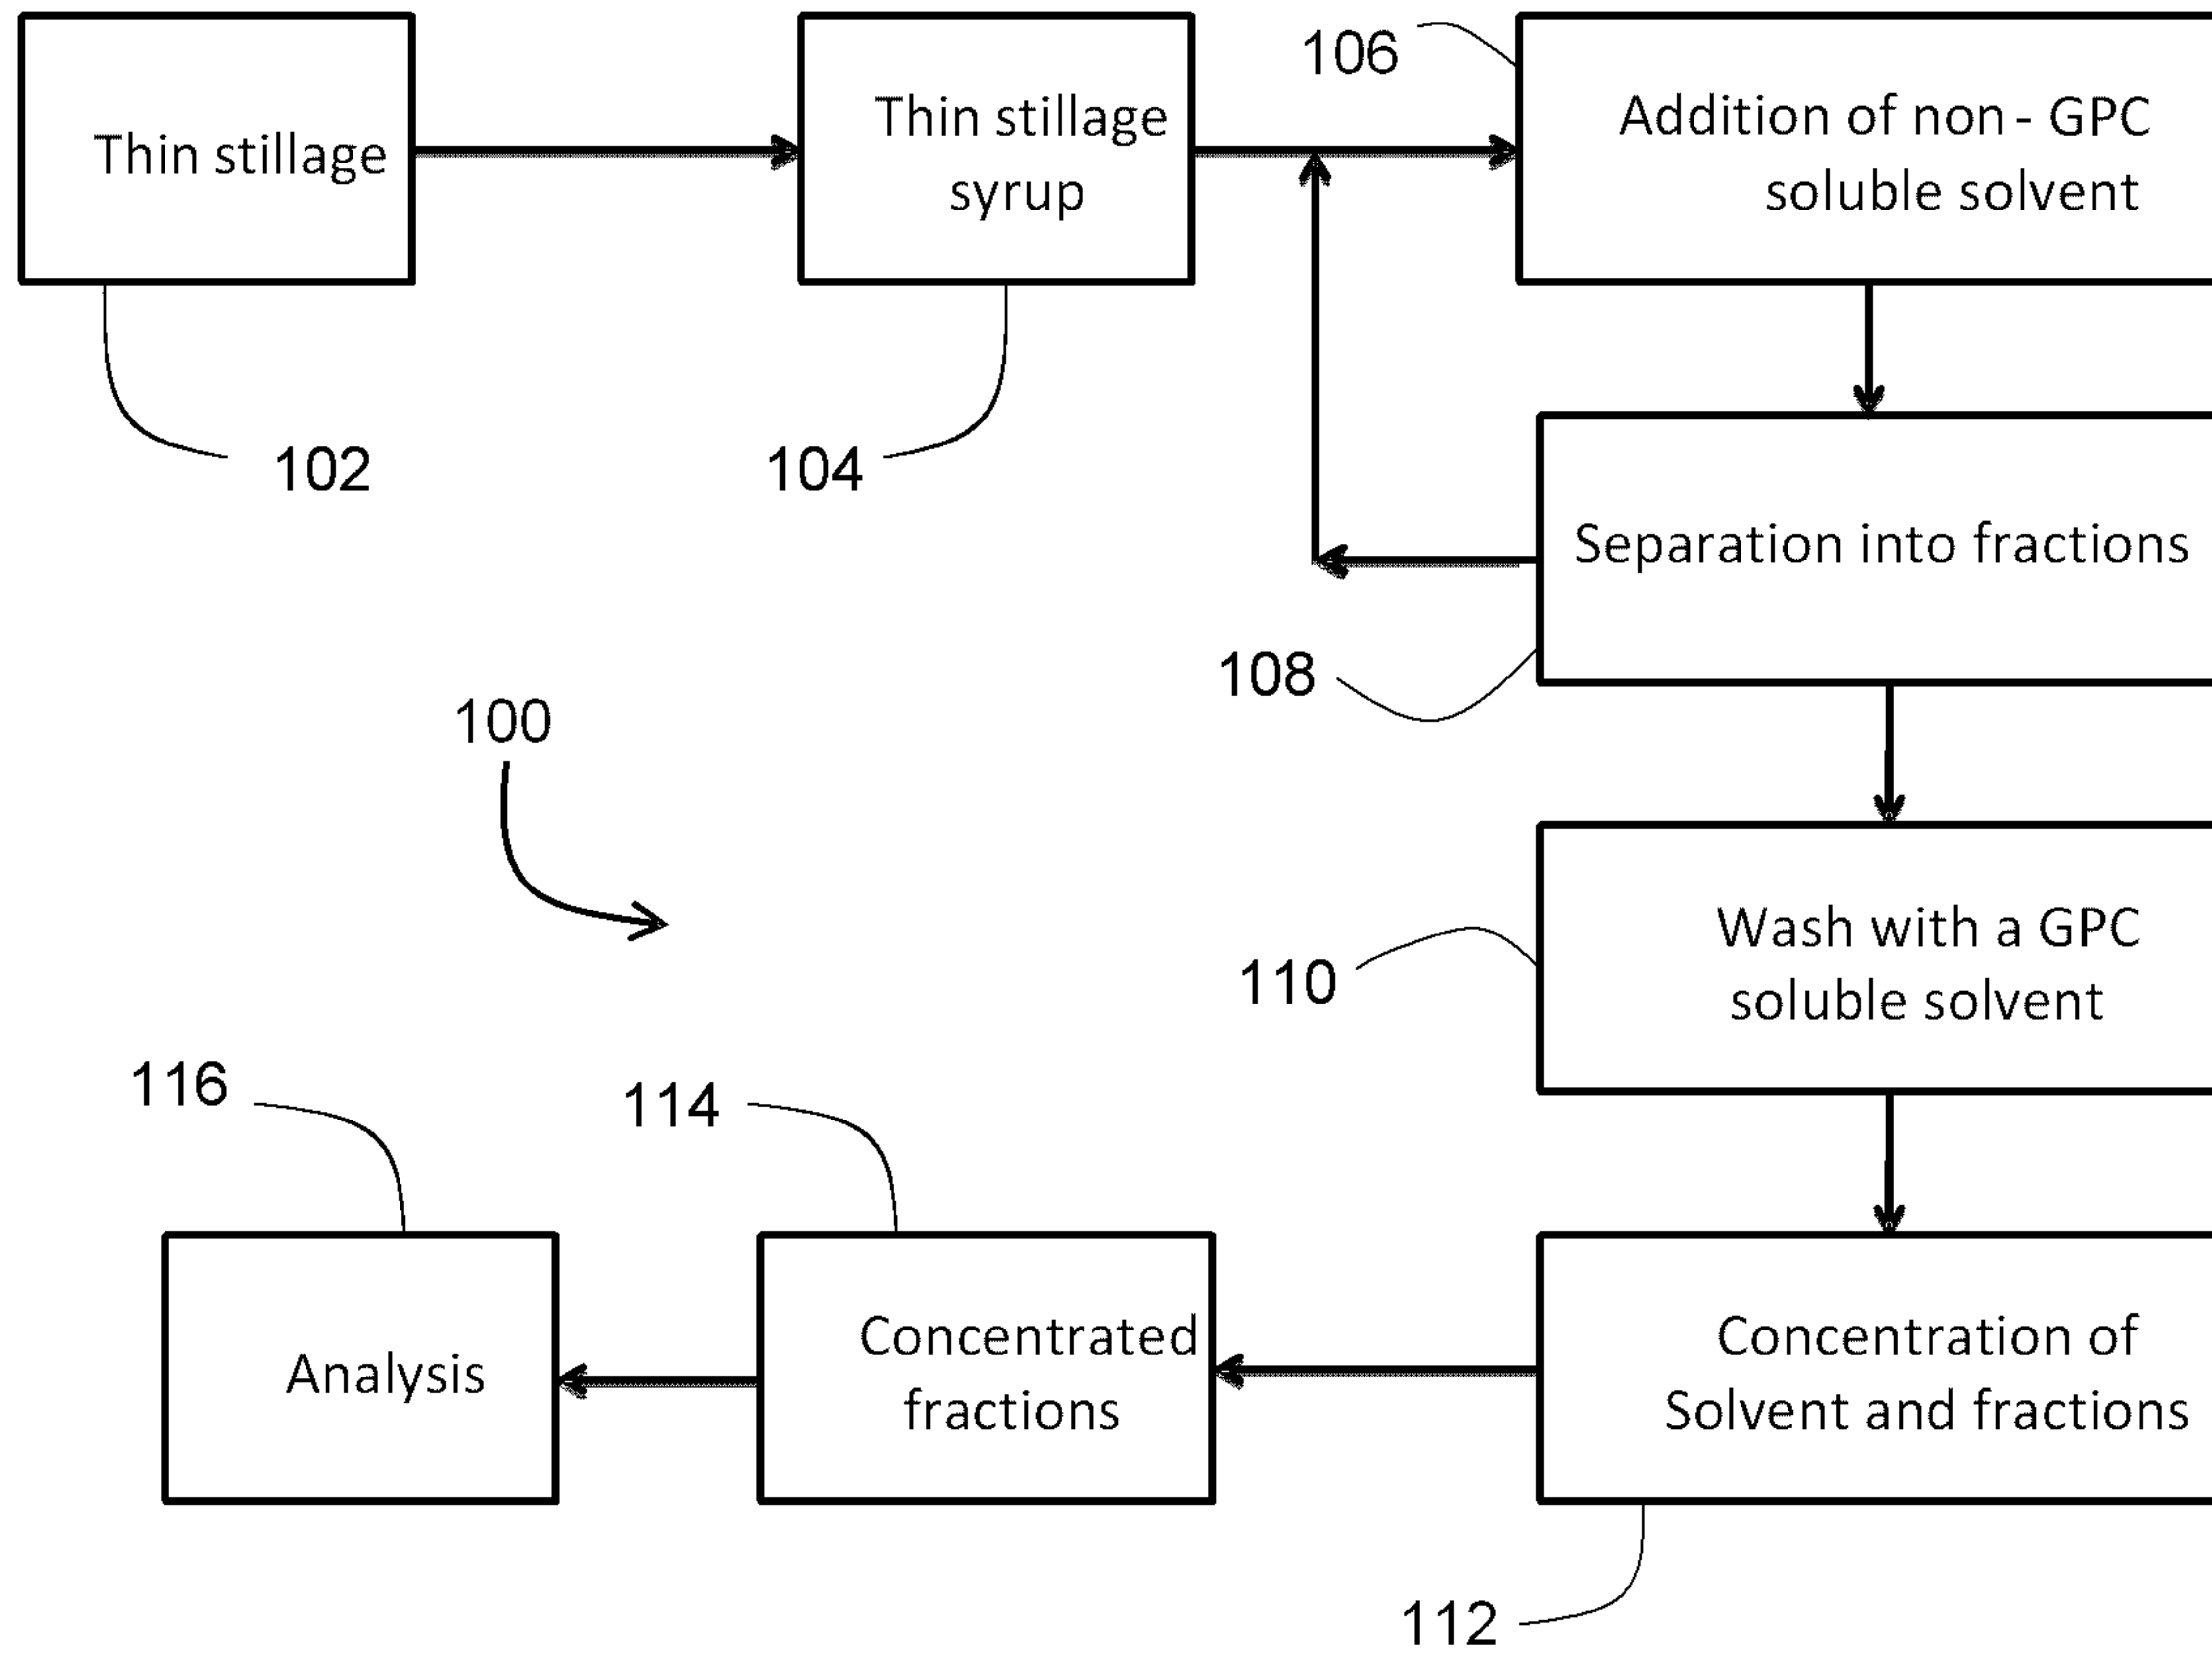 106
Thin stillage
Thin stillage
syrup
Addition of non- GPC
soluble solvent
102
104
Separation into fractions
108
100
Wash with a GPC
soluble solvent
110
116
114
Analysis
Concentrated
fractions
Concentration of
Solvent and fractions
112